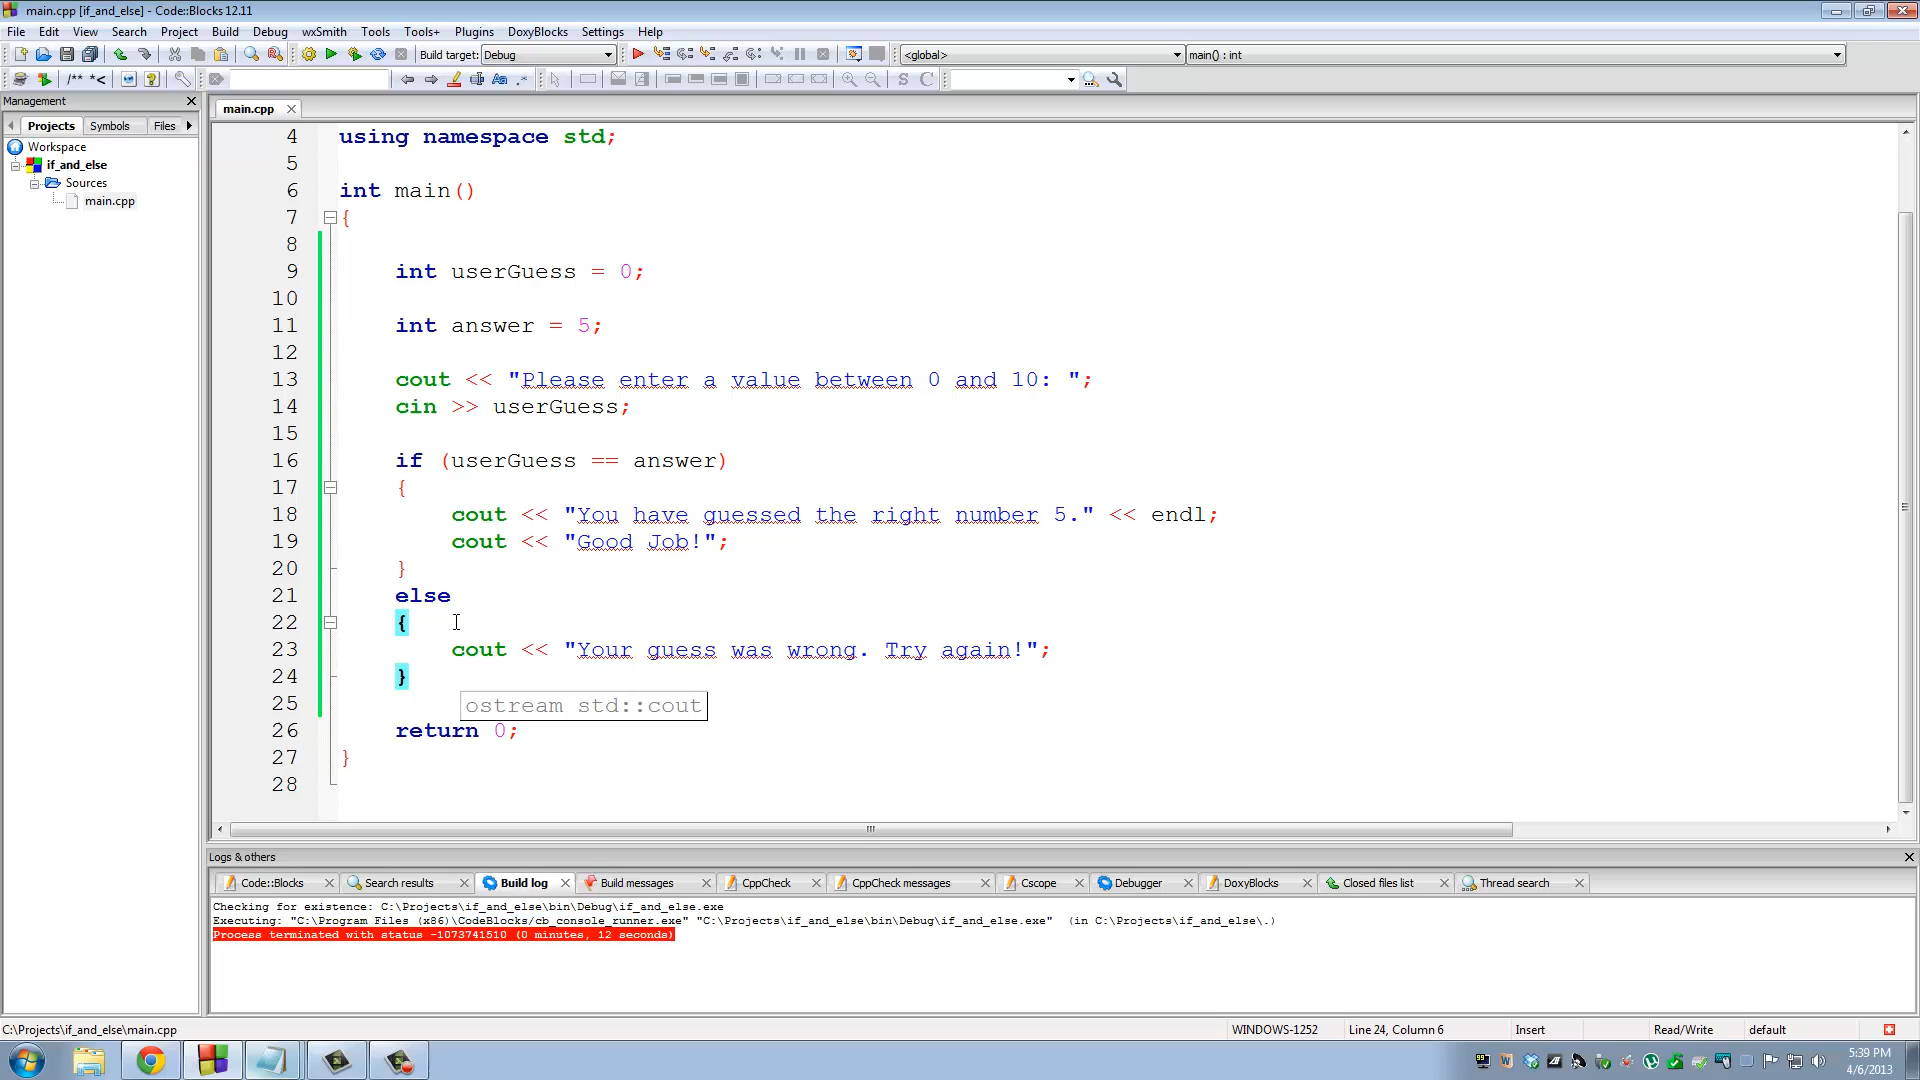 main.cpp [if_and_else] - Code::Blocks 12.11
File Edit View Search Project Build Debug wxSmith Tools Tools+ Plugins DoxyBlocks Settings Help
Build target: Debug <global> main() : int
/** *< Aa .* S C
Management
main.cpp
Projects Symbols Files
Workspace
if_and_else
Sources
main.cpp
4 using namespace std;
5
6 int main()
7 {
8
9 int userGuess = 0;
10
11 int answer = 5;
12
13 cout << "Please enter a value between 0 and 10: ";
14 cin >> userGuess;
15
16 if (userGuess == answer)
17 {
18 cout << "You have guessed the right number 5." << endl;
19 cout << "Good Job!";
20 }
21 else
22 {
23 cout << "Your guess was wrong. Try again!";
24 }
25
ostream std::cout
26 return 0;
27 }
28
Logs & others
Code::Blocks Search results Build log Build messages CppCheck CppCheck messages Cscope Debugger DoxyBlocks Closed files list Thread search
Checking for existence: C:\Projects\if_and_else\bin\Debug\if_and_else.exe
Executing: "C:\Program Files (x86)\CodeBlocks/cb_console_runner.exe" "C:\Projects\if_and_else\bin\Debug\if_and_else.exe" (in C:\Projects\if_and_else\.)
Process terminated with status -1073741510 (0 minutes, 12 seconds)
C:\Projects\if_and_else\main.cpp WINDOWS-1252 Line 24, Column 6 Insert Read/Write default
5:39 PM
4/6/2013